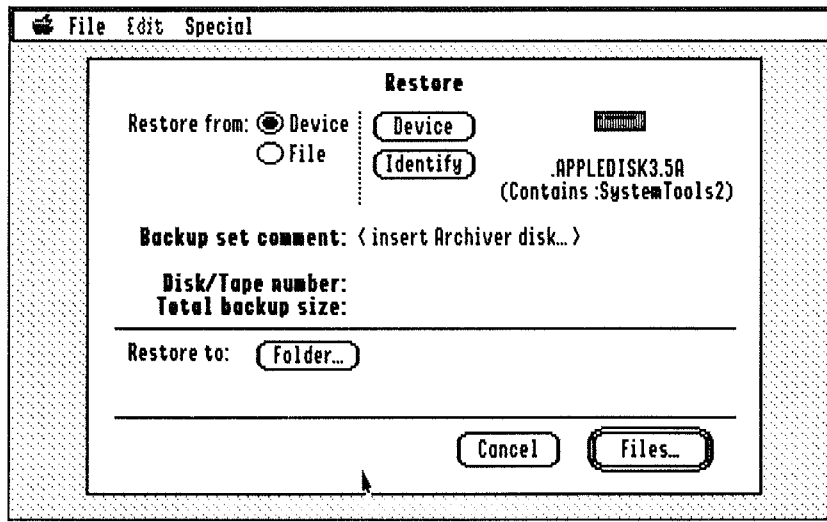 File Edit Special
Restore
Restore from: Device
File
Device
Identify
.APPLEDISK3.5A
(Contains :SystemTools2)
Backup set comment: < insert Archiver disk… >
Disk/Tape number:
Total backup size:
Restore to: Folder…
Cancel
Files…